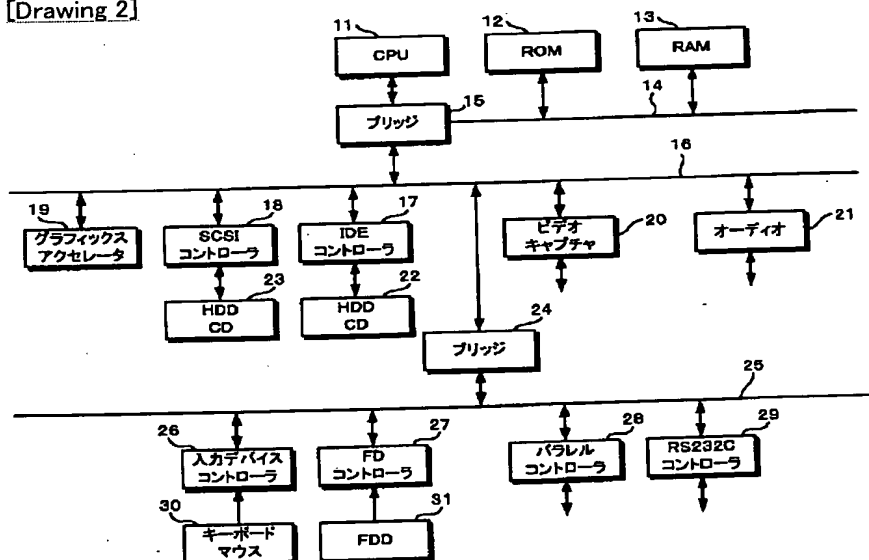 [Drawing 2]
11
CPU
12
ROM
13
RAM
15
ブリッジ
14
16
19
グラフィックス
アクセレータ
18
SCSI
コントローラ
17
IDE
コントローラ
ビデオ
キャプチャ
20
オーディオ
21
23
HDD
CD
22
HDD
CD
24
ブリッジ
25
26
入力デバイス
コントローラ
27
FD
コントローラ
28
パラレル
コントローラ
29
RS232C
コントローラ
30
キーボード
マウス
31
FDD